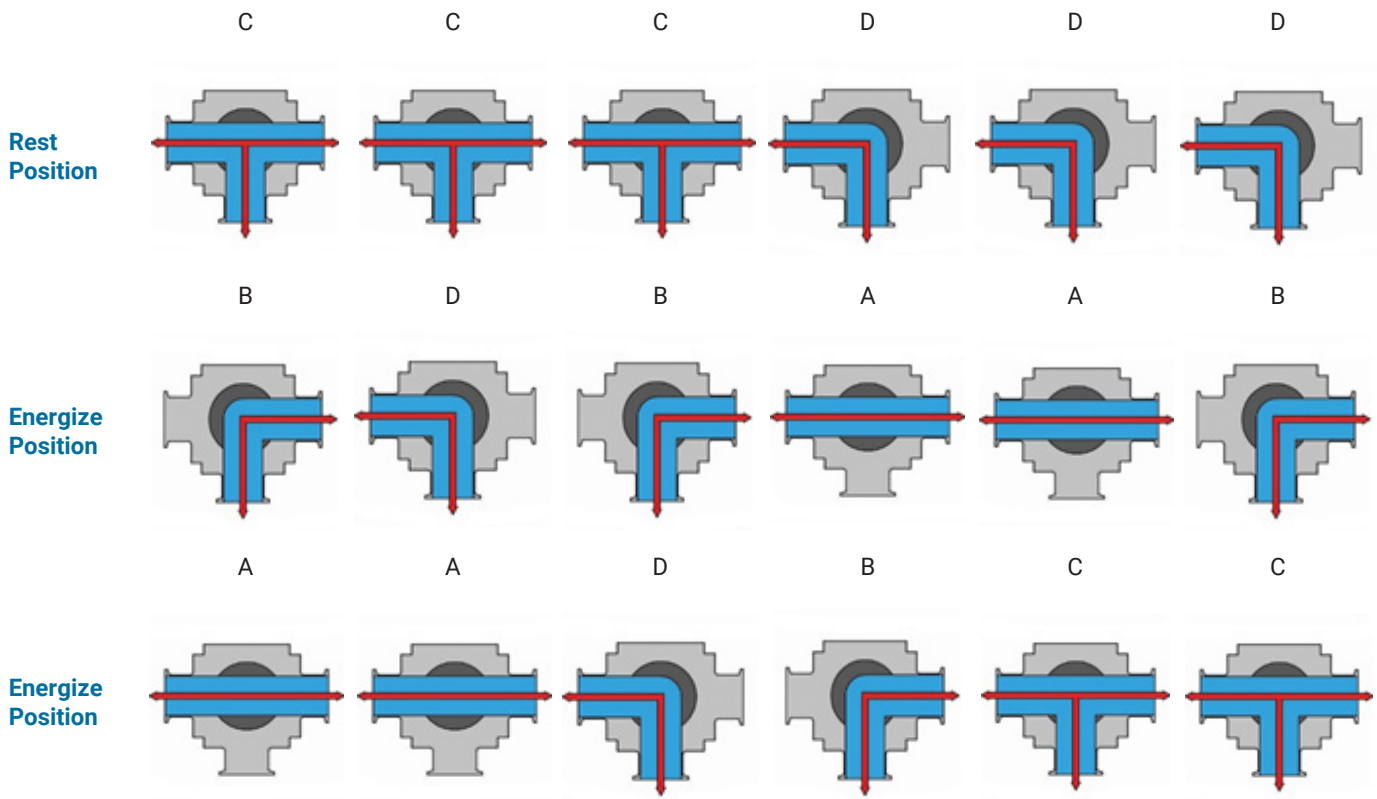 C C C D D D
Rest
Position
B D B A A B
Energize
Position
A A D B C C
Energize
Position